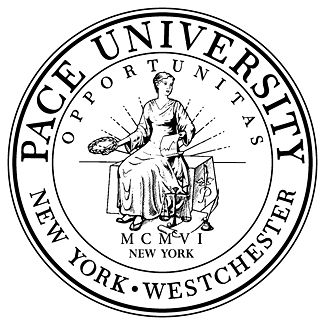 PACE UNIVERSITY
OPPORTUNITAS
MCMVI
NEW YORK
NEW YORK · WESTCHESTER